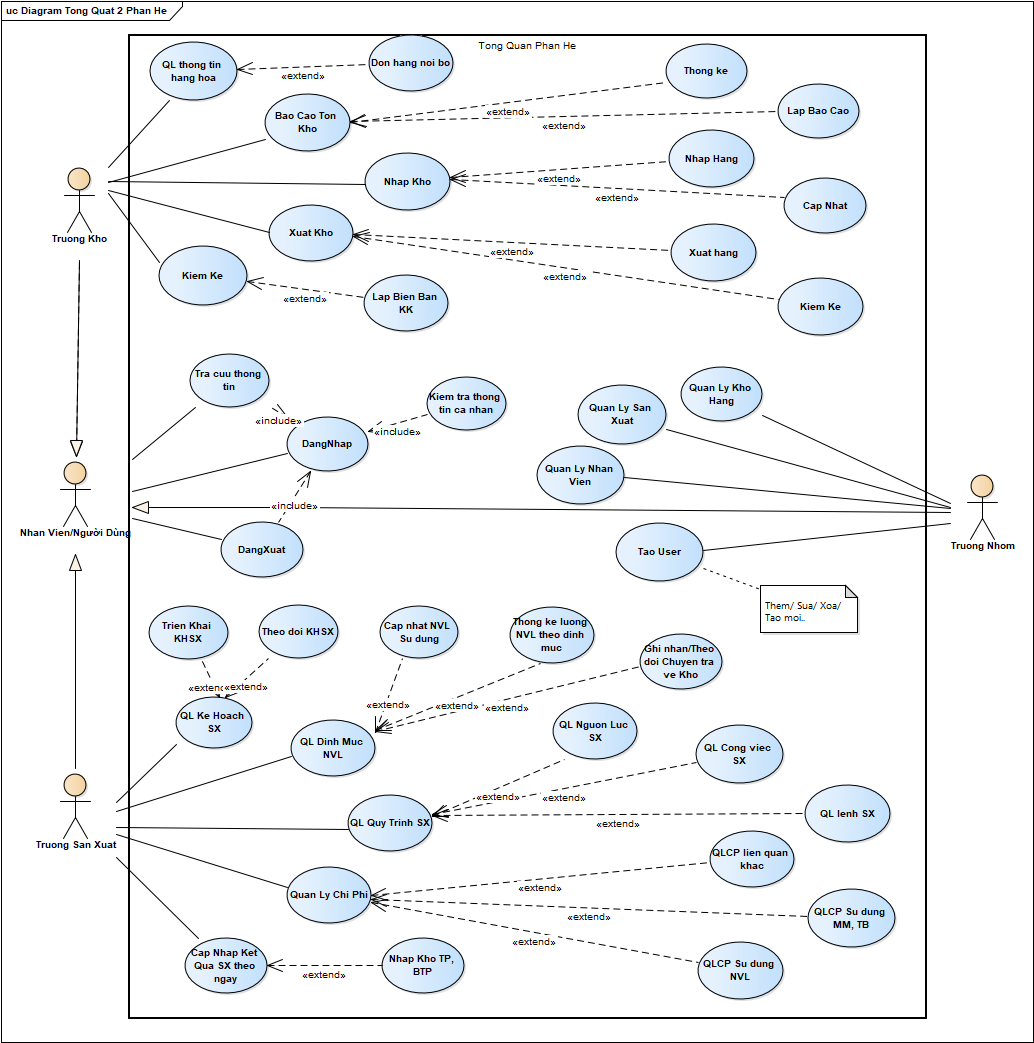 uc Diagram Tong Quat 2 Phan He
Tong Quan Phan He
QL thong tin
hang hoa
«extend»
Don hang noi bo
Thong ke
Bao Cao Ton
Kho
«extend»
«extend»
Lap Bao Cao
Nhap Hang
Nhap Kho
«extend»
«extend»
Cap Nhat
Truong Kho
Xuat Kho
«extend»
Xuat hang
Kiem Ke
«extend»
«extend»
Lap Bien Ban
KK
Kiem Ke
Tra cuu thong
tin
Kiem tra thong
tin ca nhan
Quan Ly Kho
Hang
Quan Ly San
Xuat
«include»
«include»
DangNhap
Quan Ly Nhan
Vien
«include»
Nhan Vien/Người Dùng
DangXuat
Tao User
Truong Nhom
Them/ Sua/ Xoa/
Tao moi..
Trien Khai
KHSX
Theo doi KHSX
Cap nhat NVL
Su dung
Thong ke luong
NVL theo dinh
muc
Ghi nhan/Theo
doi Chuyen tra
ve Kho
«extend»
«extend»
«extend»
«extend»
«extend»
QL Ke Hoach
SX
QL Dinh Muc
NVL
QL Nguon Luc
SX
QL Cong viec
SX
«extend»
«extend»
QL Quy Trinh SX
«extend»
QL lenh SX
Truong San Xuat
QLCP lien quan
khac
Quan Ly Chi Phi
«extend»
«extend»
QLCP Su dung
MM, TB
«extend»
Cap Nhap Ket
Qua SX theo
ngay
«extend»
Nhap Kho TP,
BTP
QLCP Su dung
NVL